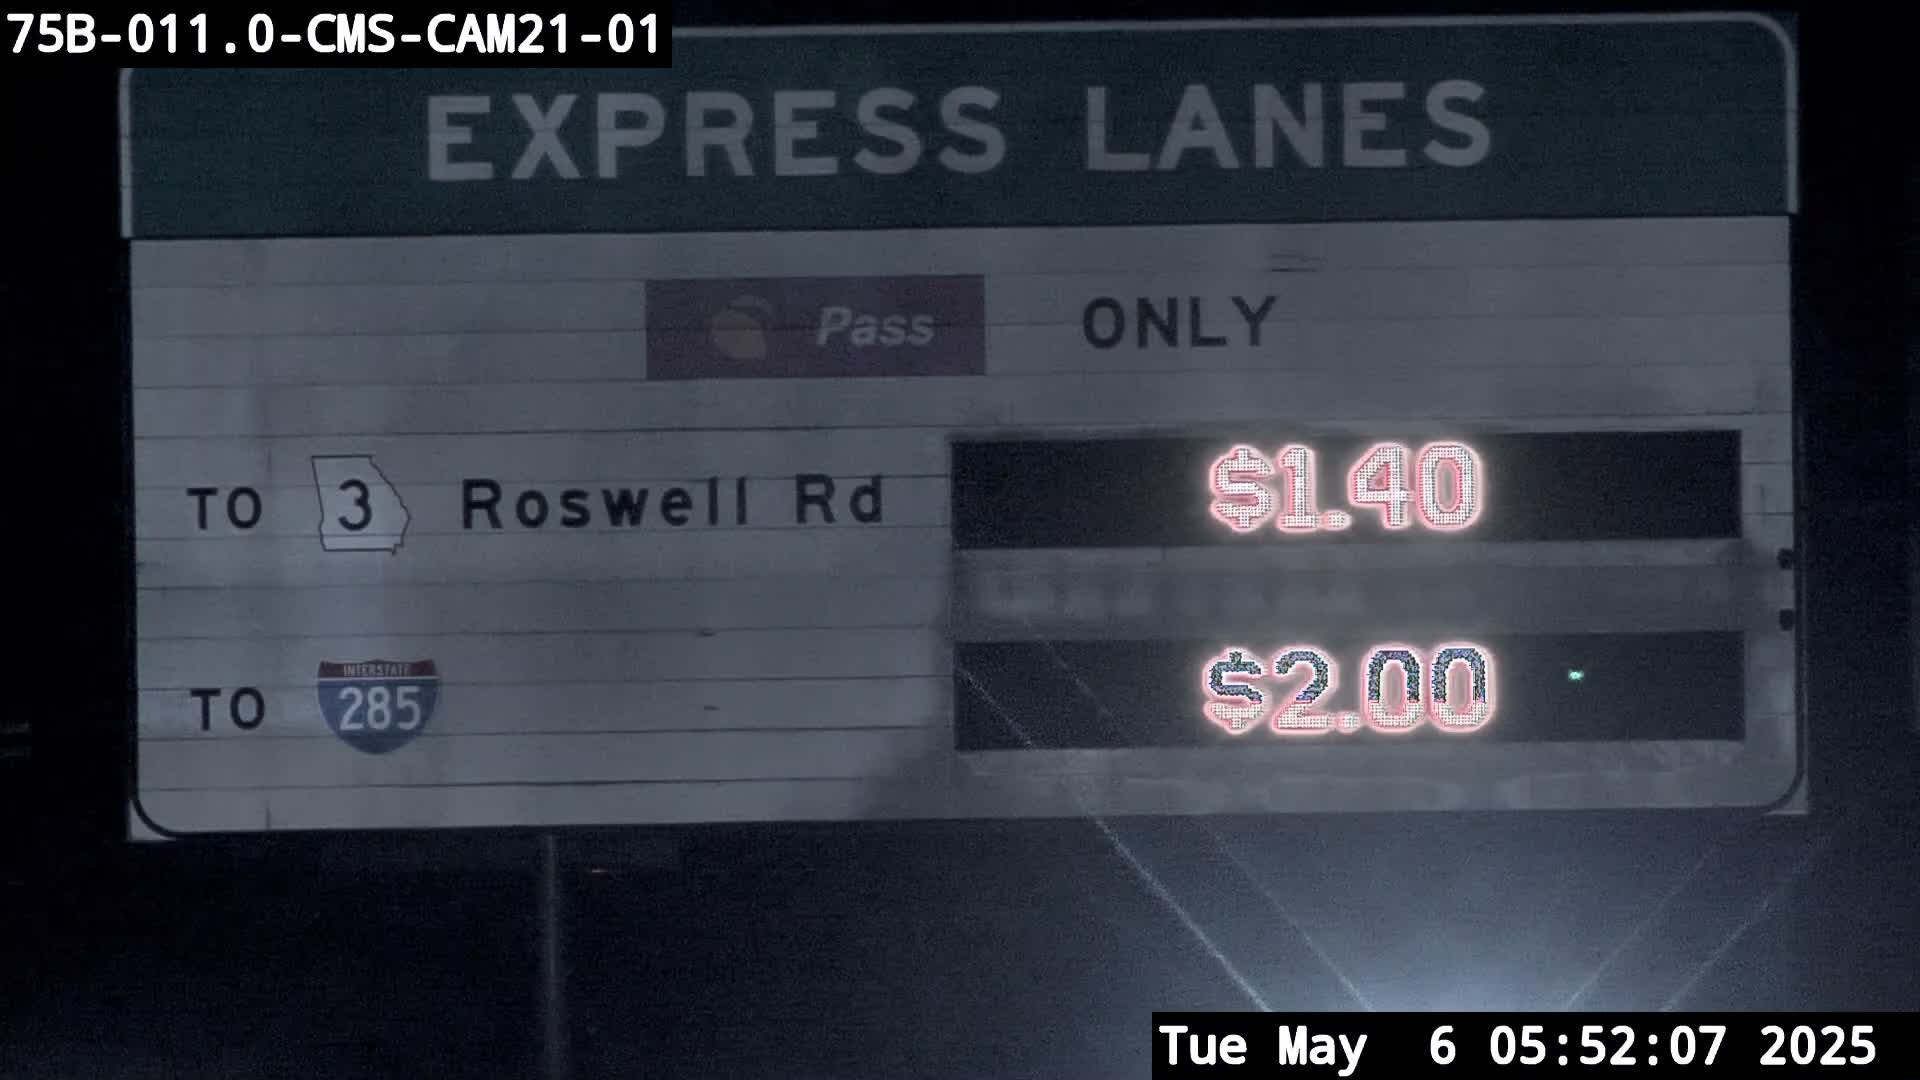 75B-011.0-CMS-CAM21-01
EXPRESS LANES
Pass ONLY
TO 3 Roswell Rd $1.40
INTERSTATE
TO 285 $2.00
Tue May 6 05:52:07 2025